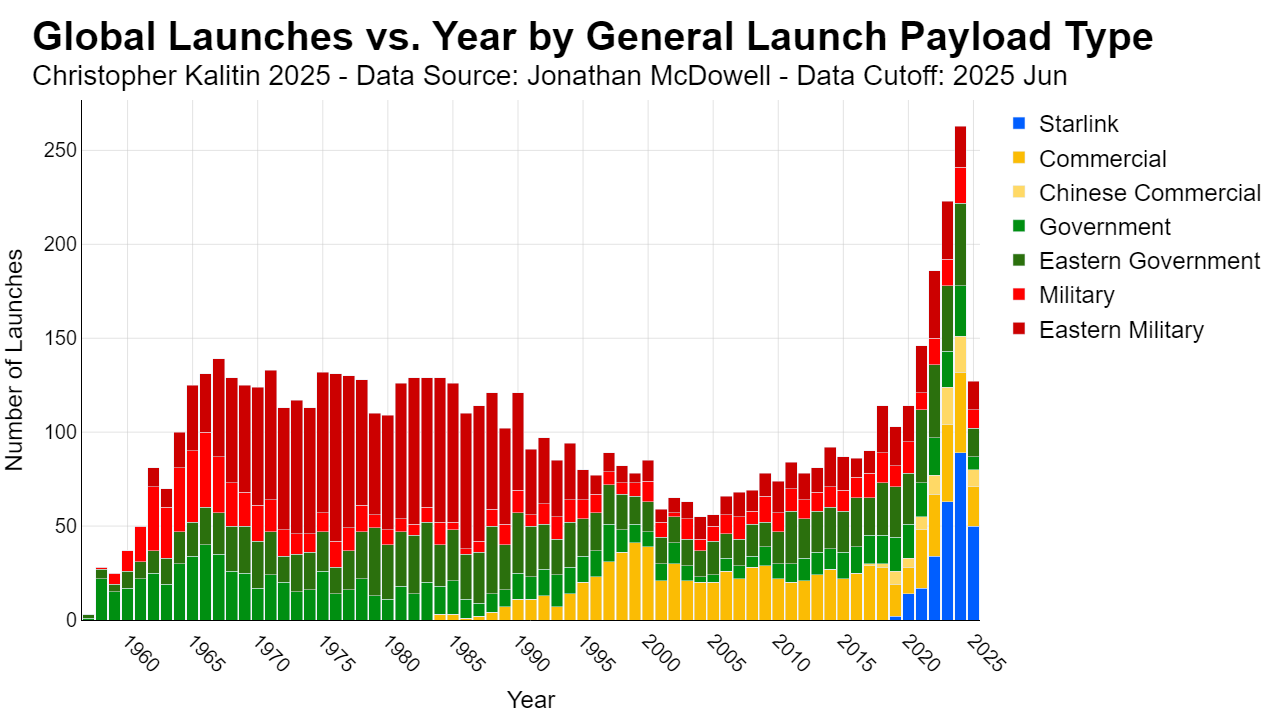 Global Launches vs. Year by General Launch Payload Type
Christopher Kalitin 2025 - Data Source: Jonathan McDowell - Data Cutoff: 2025 Jun
Number of Launches
250
200
150
100
50
0
1960
1965
1970
1975
1980
1985
1990
1995
2000
2005
2010
2015
2020
2025
Year
Starlink
Commercial
Chinese Commercial
Government
Eastern Government
Military
Eastern Military